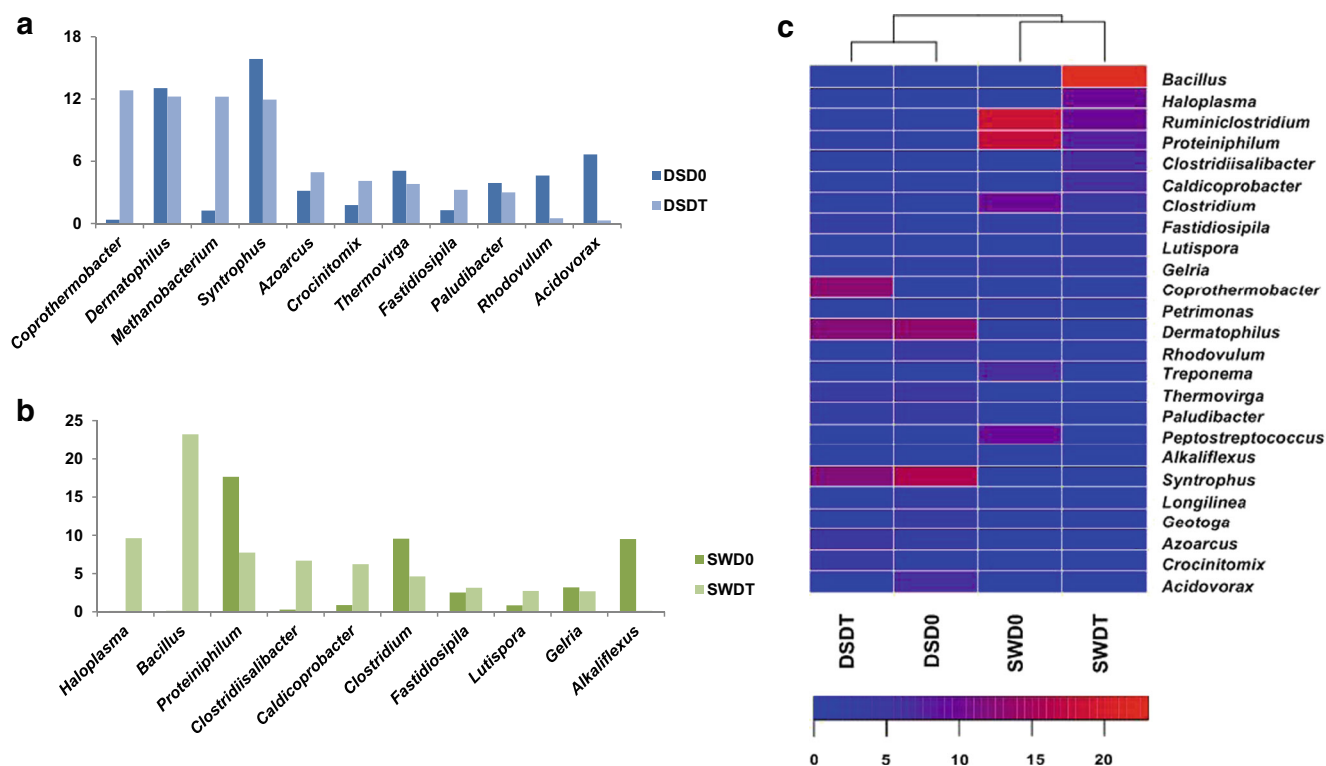 a
18
12
6
0
Coprothermobacter
Dermatophilus
Methanobacterium
Syntrophus
Azoarcus
Crocinitomix
Thermovirga
Fastidiosipila
Paludibacter
Rhodovulum
Acidovorax
DSD0
DSDT
b
25
20
15
10
5
0
Haloplasma
Bacillus
Proteiniphilum
Clostridiisalibacter
Caldicoprobacter
Clostridium
Fastidiosipila
Lutispora
Gelria
Alkaliflexus
SWD0
SWDT
c
Bacillus
Haloplasma
Ruminiclostridium
Proteiniphilum
Clostridiisalibacter
Caldicoprobacter
Clostridium
Fastidiosipila
Lutispora
Gelria
Coprothermobacter
Petrimonas
Dermatophilus
Rhodovulum
Treponema
Thermovirga
Paludibacter
Peptostreptococcus
Alkaliflexus
Syntrophus
Longilinea
Geotoga
Azoarcus
Crocinitomix
Acidovorax
DSDT
DSD0
SWD0
SWDT
0 5 10 15 20